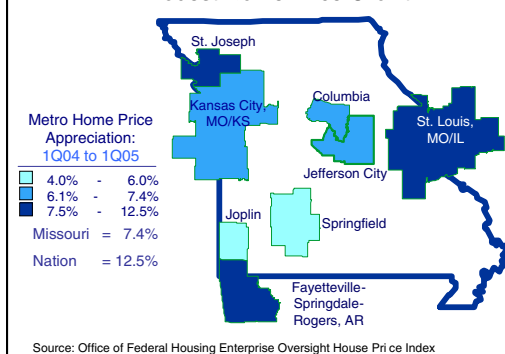 St. Joseph
Kansas City,
MO/KS
Columbia
St. Louis,
MO/IL
Jefferson City
Metro Home Price
Appreciation:
1Q04 to 1Q05
4.0% - 6.0%
6.1% - 7.4%
7.5% - 12.5%
Missouri = 7.4%
Nation = 12.5%
Joplin
Springfield
Fayetteville-
Springdale-
Rogers, AR
Source: Office of Federal Housing Enterprise Oversight House Pri ce Index